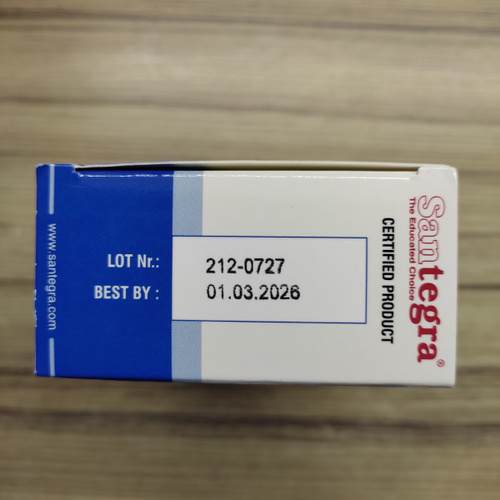 www.santegra.com
LOT Nr.: 212-0727
BEST BY : 01.03.2026
CERTIFIED PRODUCT
The Educated Choice
Santegra®